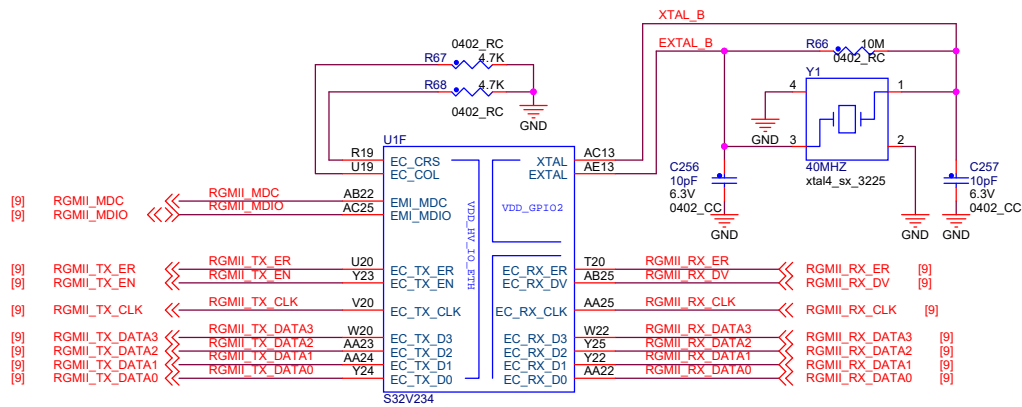 XTAL_B
EXTAL_B
0402_RC
R67 4.7K
R68 4.7K
0402_RC
GND
R66 10M
0402_RC
Y1
4 1
GND
3 2
40MHZ
xtal4_sx_3225
C256
10pF
6.3V
0402_CC
GND
GND
C257
10pF
6.3V
0402_CC
GND
U1F
R19 EC_CRS
U19 EC_COL
XTAL AC13
EXTAL AE13
[9] RGMII_MDC RGMII_MDC AB22 EMI_MDC
[9] RGMII_MDIO RGMII_MDIO AC25 EMI_MDIO
VDD_GPIO2
VDD_HV_IO_ETH
[9] RGMII_TX_ER RGMII_TX_ER U20 EC_TX_ER
[9] RGMII_TX_EN RGMII_TX_EN Y23 EC_TX_EN
[9] RGMII_TX_CLK RGMII_TX_CLK V20 EC_TX_CLK
[9] RGMII_TX_DATA3 RGMII_TX_DATA3 W20 EC_TX_D3
[9] RGMII_TX_DATA2 RGMII_TX_DATA2 AA23 EC_TX_D2
[9] RGMII_TX_DATA1 RGMII_TX_DATA1 AA24 EC_TX_D1
[9] RGMII_TX_DATA0 RGMII_TX_DATA0 Y24 EC_TX_D0
EC_RX_ER T20 RGMII_RX_ER RGMII_RX_ER [9]
EC_RX_DV AB25 RGMII_RX_DV RGMII_RX_DV [9]
EC_RX_CLK AA25 RGMII_RX_CLK RGMII_RX_CLK [9]
EC_RX_D3 W22 RGMII_RX_DATA3 RGMII_RX_DATA3 [9]
EC_RX_D2 Y25 RGMII_RX_DATA2 RGMII_RX_DATA2 [9]
EC_RX_D1 Y22 RGMII_RX_DATA1 RGMII_RX_DATA1 [9]
EC_RX_D0 AA22 RGMII_RX_DATA0 RGMII_RX_DATA0 [9]
S32V234